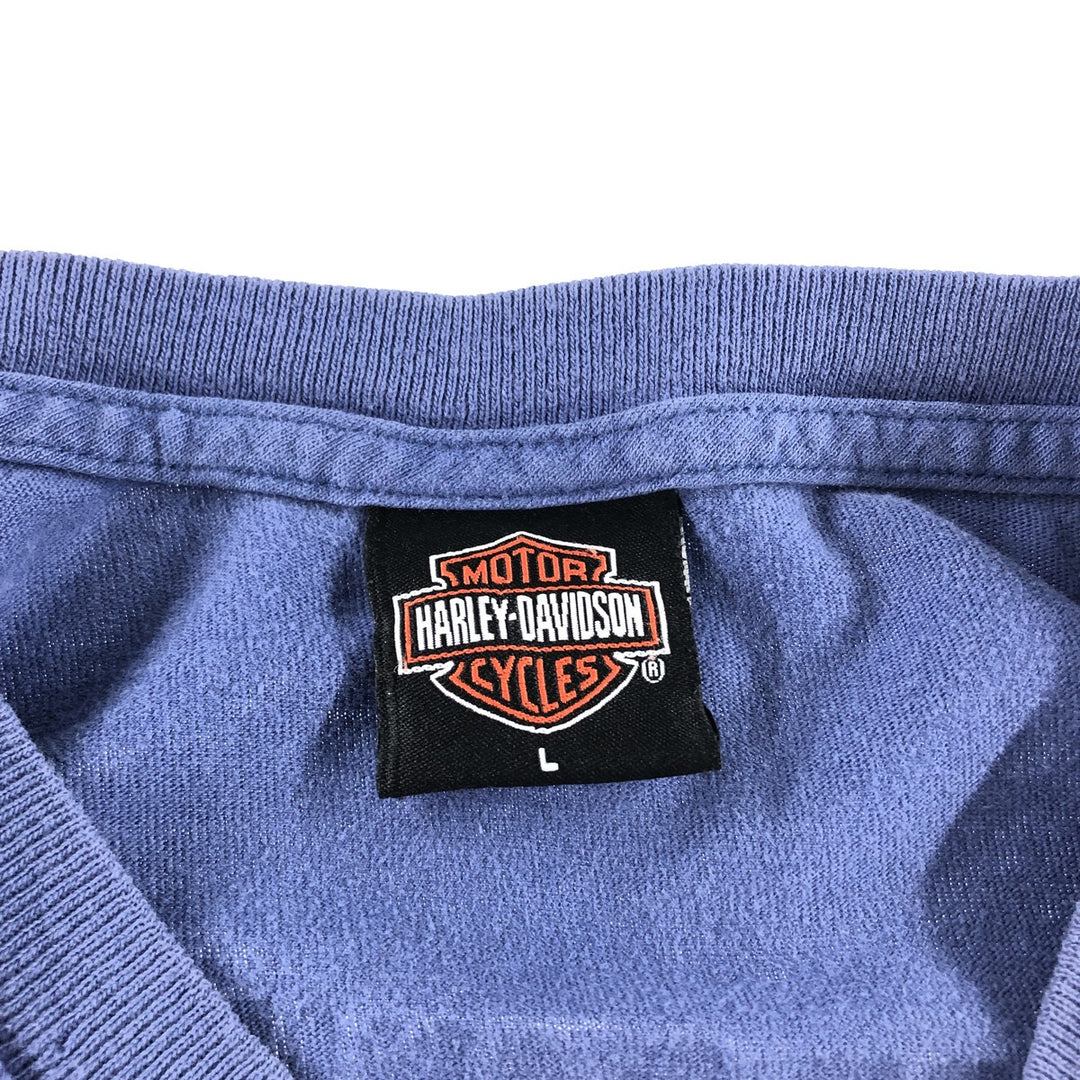 MOTOR
HARLEY-DAVIDSON
CYCLES
®
L